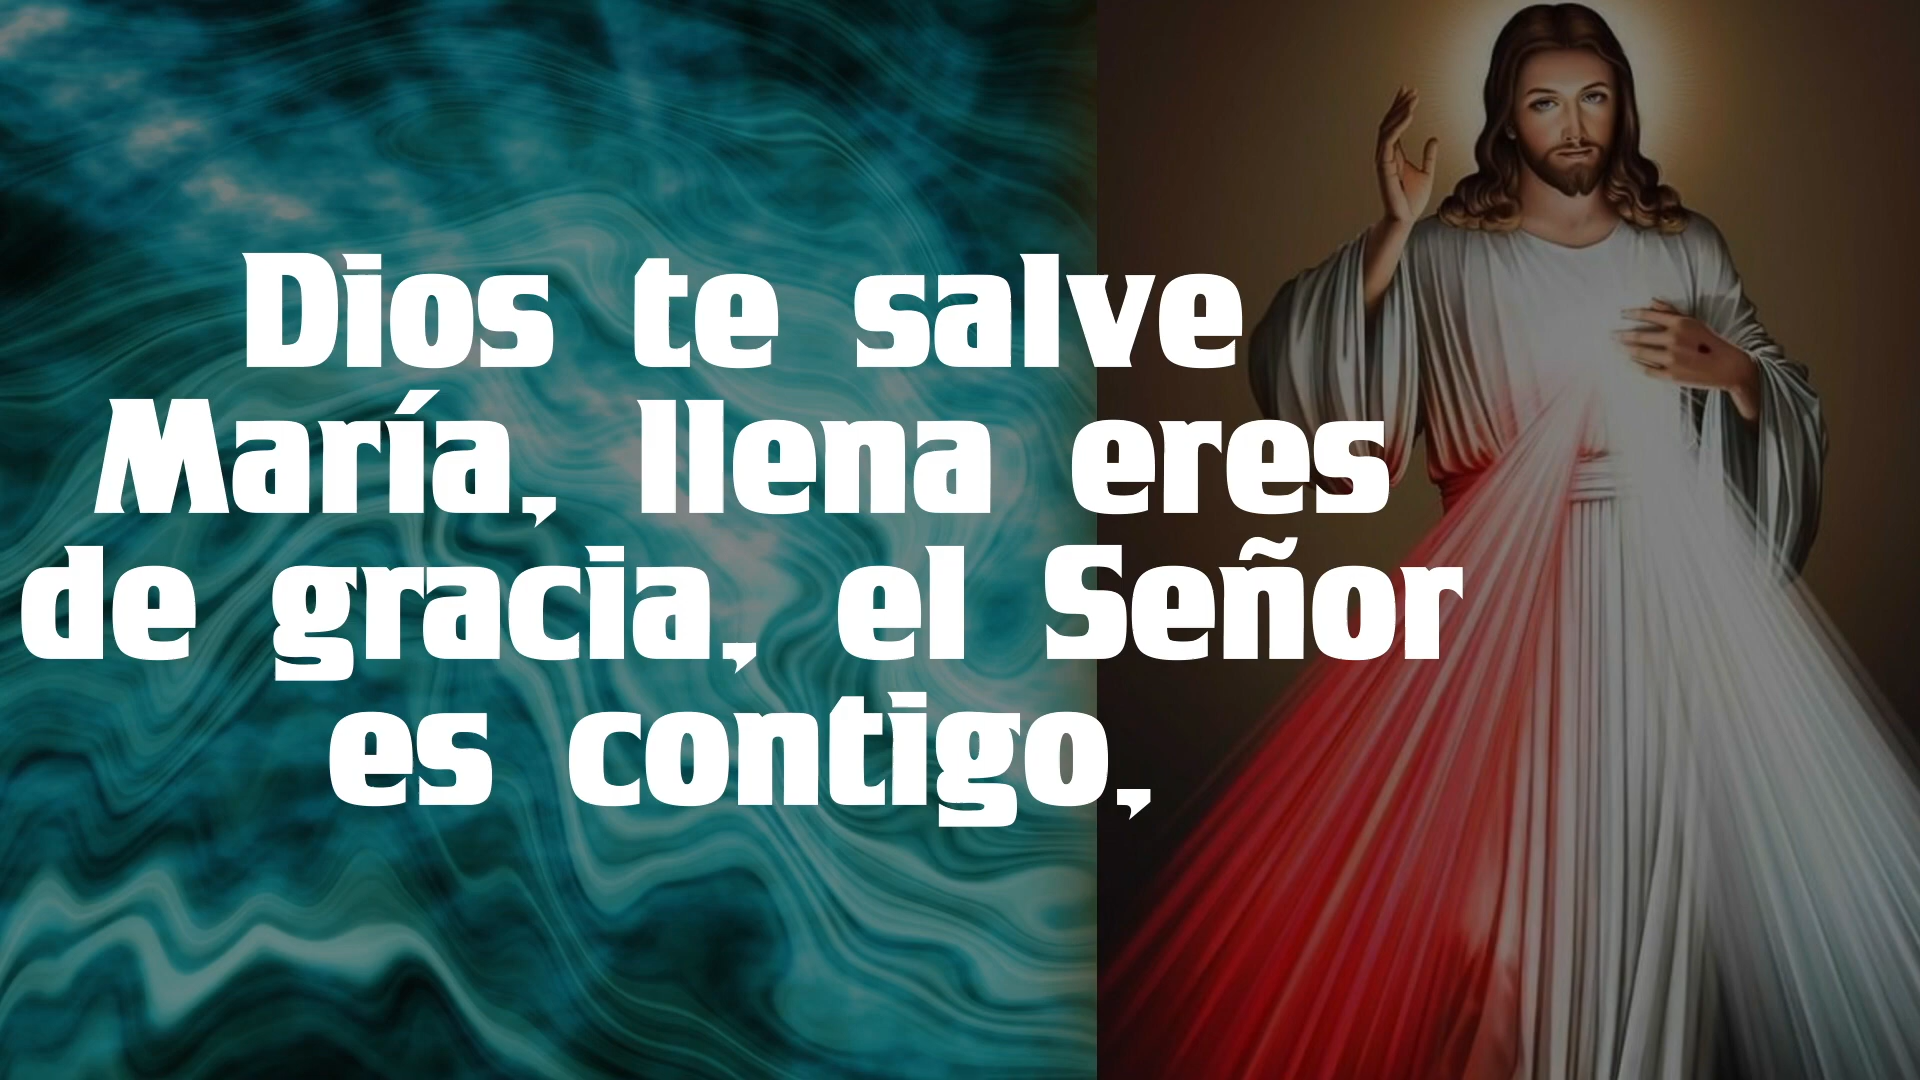 Dios te salve
María, llena eres
de gracia, el Señor
es contigo,